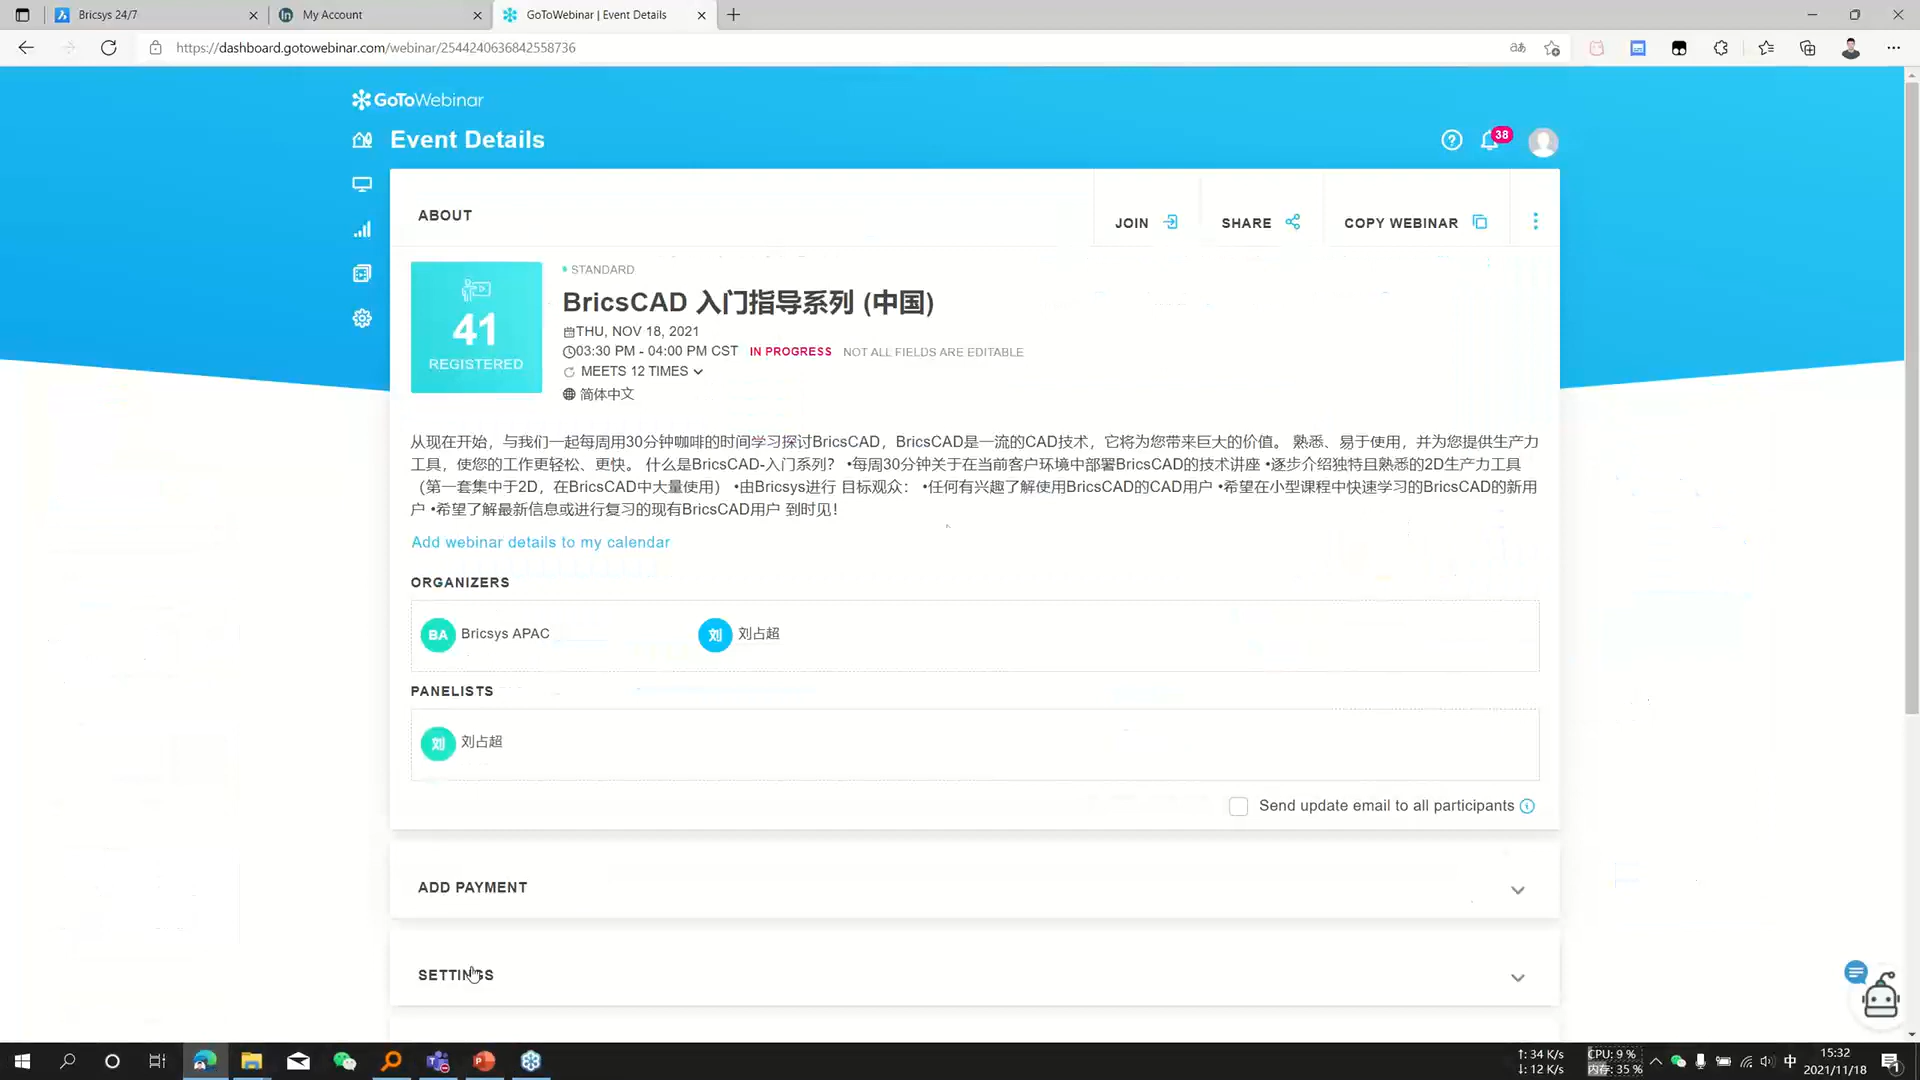 Bricsys 24/7
My Account
GoToWebinar | Event Details
https://dashboard.gotowebinar.com/webinar/2544240636842558736
GoToWebinar
Event Details
38
ABOUT
JOIN
SHARE
COPY WEBINAR
41
REGISTERED
STANDARD
BricsCAD 入门指导系列 (中国)
THU, NOV 18, 2021
03:30 PM - 04:00 PM CST IN PROGRESS NOT ALL FIELDS ARE EDITABLE
MEETS 12 TIMES
简体中文
从现在开始，与我们一起每周用30分钟咖啡的时间学习探讨BricsCAD，BricsCAD是一流的CAD技术，它将为您带来巨大的价值。 熟悉、易于使用，并为您提供生产力
工具，使您的工作更轻松、更快。 什么是BricsCAD-入门系列？ •每周30分钟关于在当前客户环境中部署BricsCAD的技术讲座 •逐步介绍独特且熟悉的2D生产力工具
（第一套集中于2D，在BricsCAD中大量使用） •由Bricsys进行 目标观众： •任何有兴趣了解使用BricsCAD的CAD用户 •希望在小型课程中快速学习的BricsCAD的新用
户 •希望了解最新信息或进行复习的现有BricsCAD用户 到时见！
Add webinar details to my calendar
ORGANIZERS
BA Bricsys APAC
刘 刘占超
PANELISTS
刘 刘占超
Send update email to all participants
ADD PAYMENT
SETTINGS
↑: 34 K/s
↓: 12 K/s
CPU: 9 %
内存: 35 %
中
15:32
2021/11/18
1